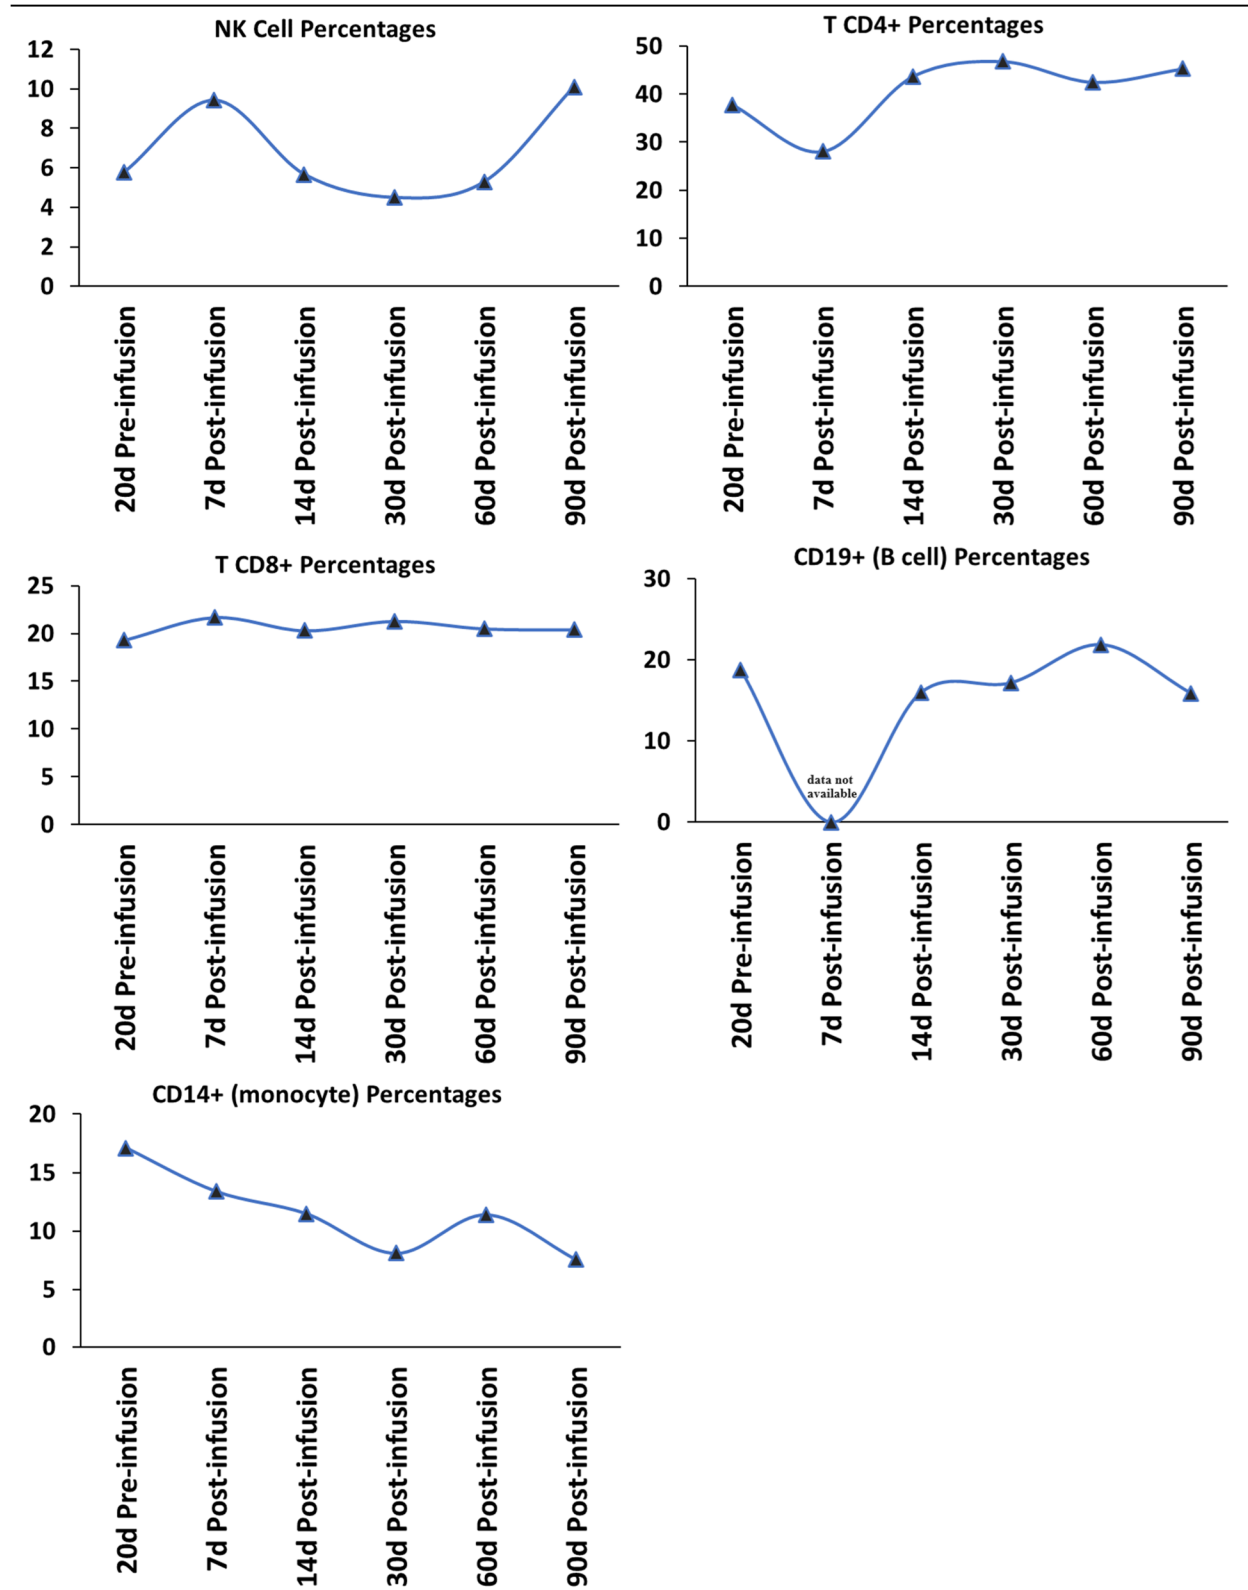 NK Cell Percentages
12
10
8
6
4
2
0
20d Pre-infusion
7d Post-infusion
14d Post-infusion
30d Post-infusion
60d Post-infusion
90d Post-infusion
T CD4+ Percentages
50
40
30
20
10
0
20d Pre-infusion
7d Post-infusion
14d Post-infusion
30d Post-infusion
60d Post-infusion
90d Post-infusion
T CD8+ Percentages
25
20
15
10
5
0
20d Pre-infusion
7d Post-infusion
14d Post-infusion
30d Post-infusion
60d Post-infusion
90d Post-infusion
CD19+ (B cell) Percentages
30
20
10
0
data not
available
20d Pre-infusion
7d Post-infusion
14d Post-infusion
30d Post-infusion
60d Post-infusion
90d Post-infusion
CD14+ (monocyte) Percentages
20
15
10
5
0
20d Pre-infusion
7d Post-infusion
14d Post-infusion
30d Post-infusion
60d Post-infusion
90d Post-infusion